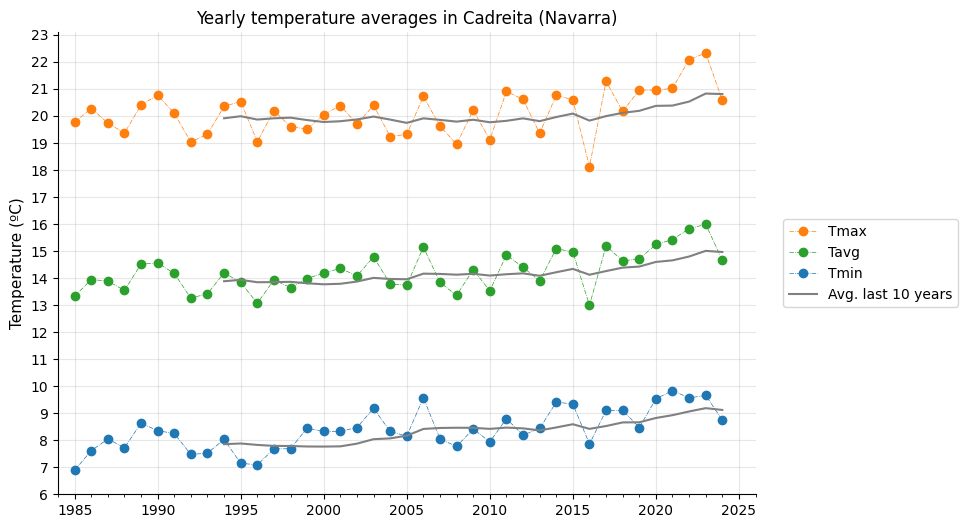 Yearly temperature averages in Cadreita (Navarra)
Temperature (ºC)
23
22
21
20
19
18
17
16
15
14
13
12
11
10
9
8
7
6
1985 1990 1995 2000 2005 2010 2015 2020 2025
Tmax
Tavg
Tmin
Avg. last 10 years